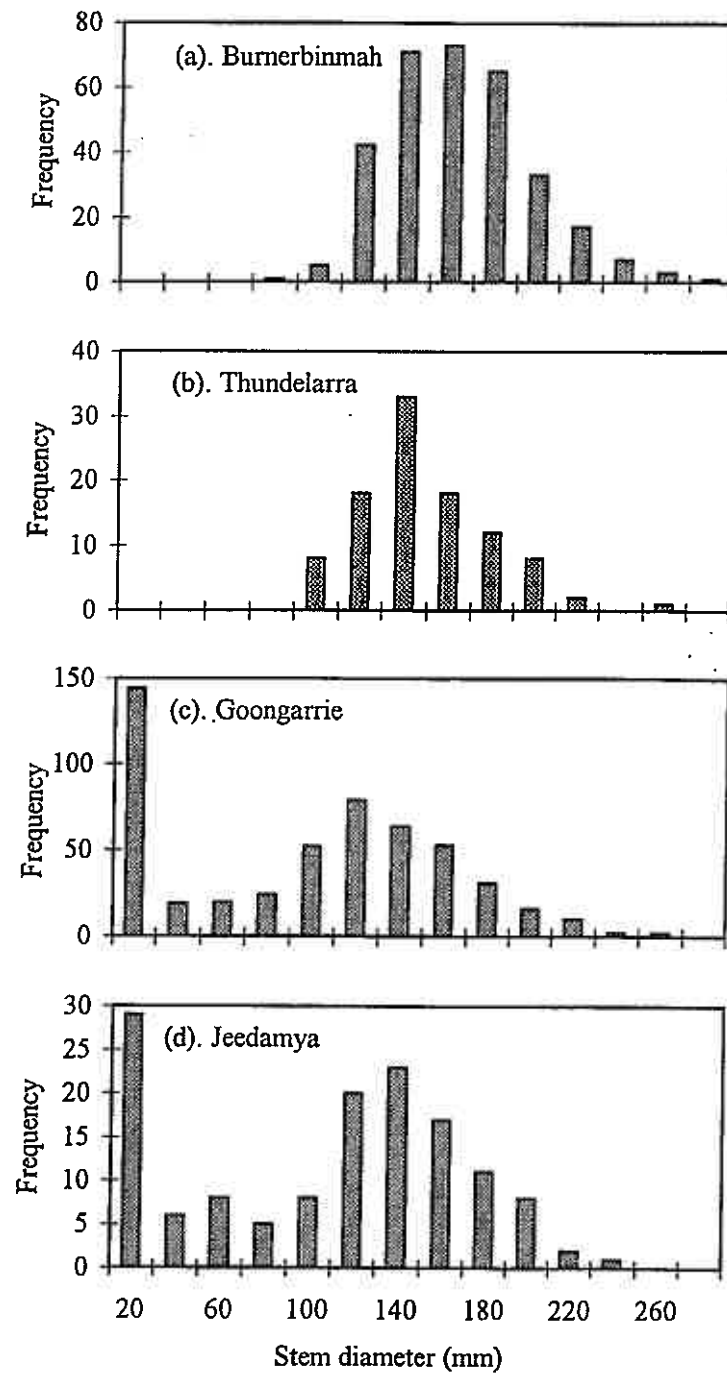 (a). Burnerbinmah
Frequency
80
60
40
20
0
(b). Thundelarra
Frequency
40
30
20
10
0
(c). Goongarrie
Frequency
150
100
50
0
(d). Jeedamya
Frequency
30
25
20
15
10
5
0
20 60 100 140 180 220 260
Stem diameter (mm)